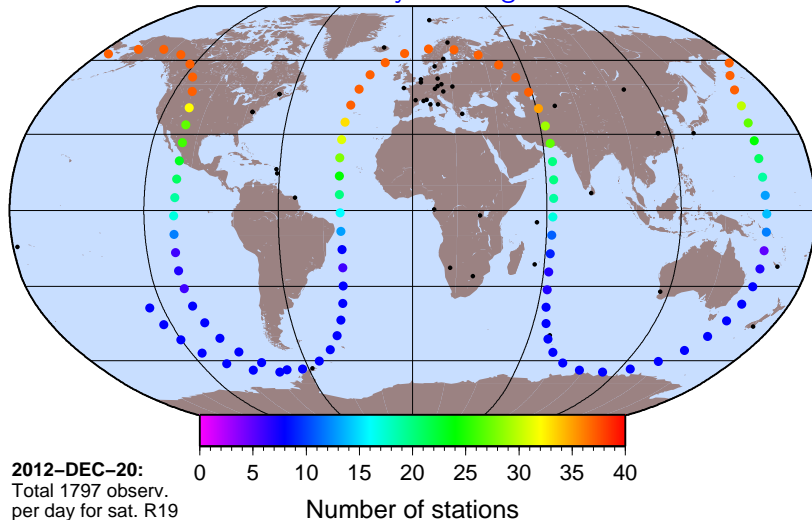 0 5 10 15 20 25 30 35 40
2012−DEC−20:
Total 1797 observ.
per day for sat. R19
Number of stations